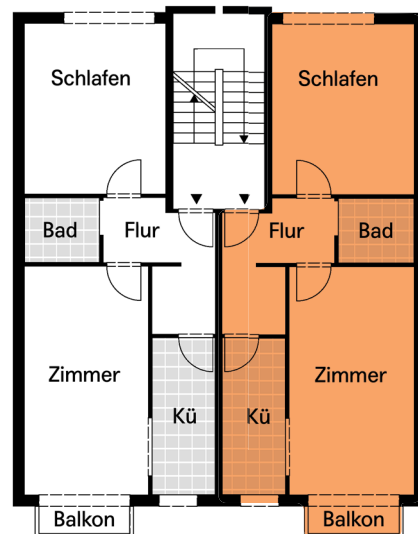 Schlafen
Schlafen
Bad
Flur
Flur
Bad
Zimmer
Zimmer
Kü
Kü
Balkon
Balkon